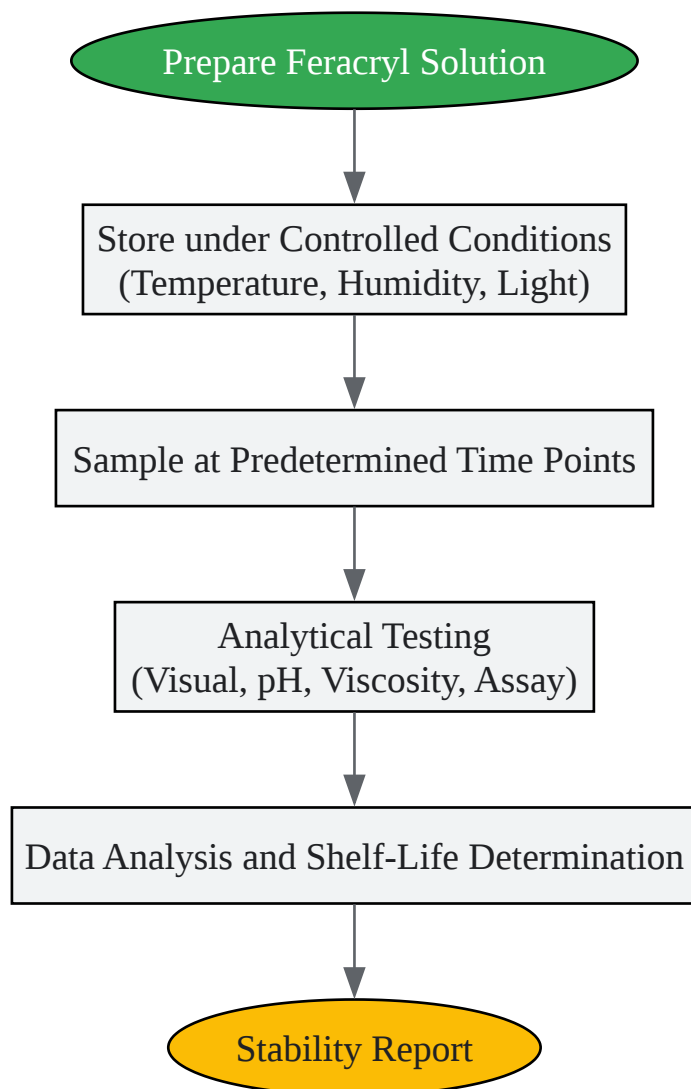 Prepare Feracryl Solution
Store under Controlled Conditions
(Temperature, Humidity, Light)
Sample at Predetermined Time Points
Analytical Testing
(Visual, pH, Viscosity, Assay)
Data Analysis and Shelf-Life Determination
Stability Report